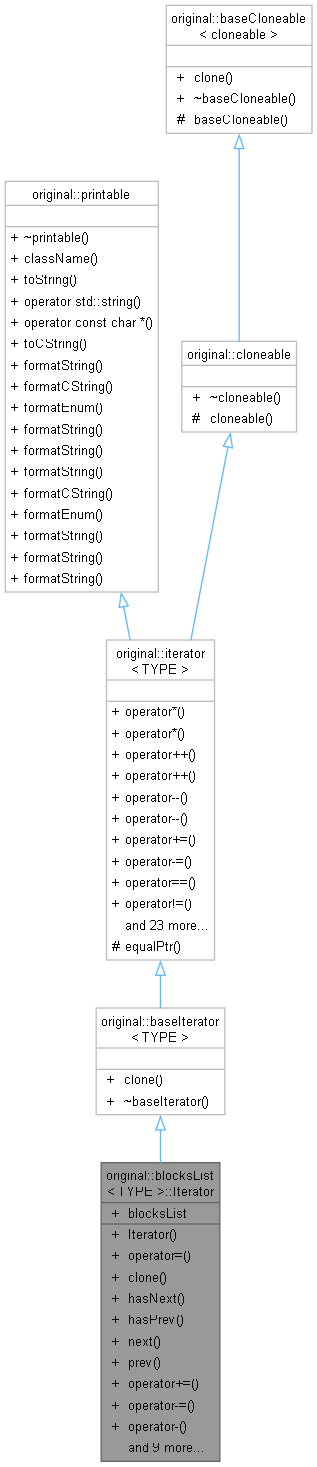 original::baseCloneable
< cloneable >
+ clone()
+ ~baseCloneable()
# baseCloneable()
original::printable
+ ~printable()
+ className()
+ toString()
+ operator std::string()
+ operator const char *()
+ toCString()
+ formatString()
+ formatCString()
+ formatEnum()
+ formatString()
+ formatString()
+ formatString()
+ formatCString()
+ formatEnum()
+ formatString()
+ formatString()
+ formatString()
original::cloneable
+ ~cloneable()
# cloneable()
original::iterator
< TYPE >
+ operator*()
+ operator*()
+ operator++()
+ operator++()
+ operator--()
+ operator--()
+ operator+=()
+ operator-=()
+ operator==()
+ operator!=()
and 23 more...
# equalPtr()
original::baseIterator
< TYPE >
+ clone()
+ ~baseIterator()
original::blocksList
< TYPE >::Iterator
+ blocksList
+ Iterator()
+ operator=()
+ clone()
+ hasNext()
+ hasPrev()
+ next()
+ prev()
+ operator+=()
+ operator-=()
+ operator-()
and 9 more...